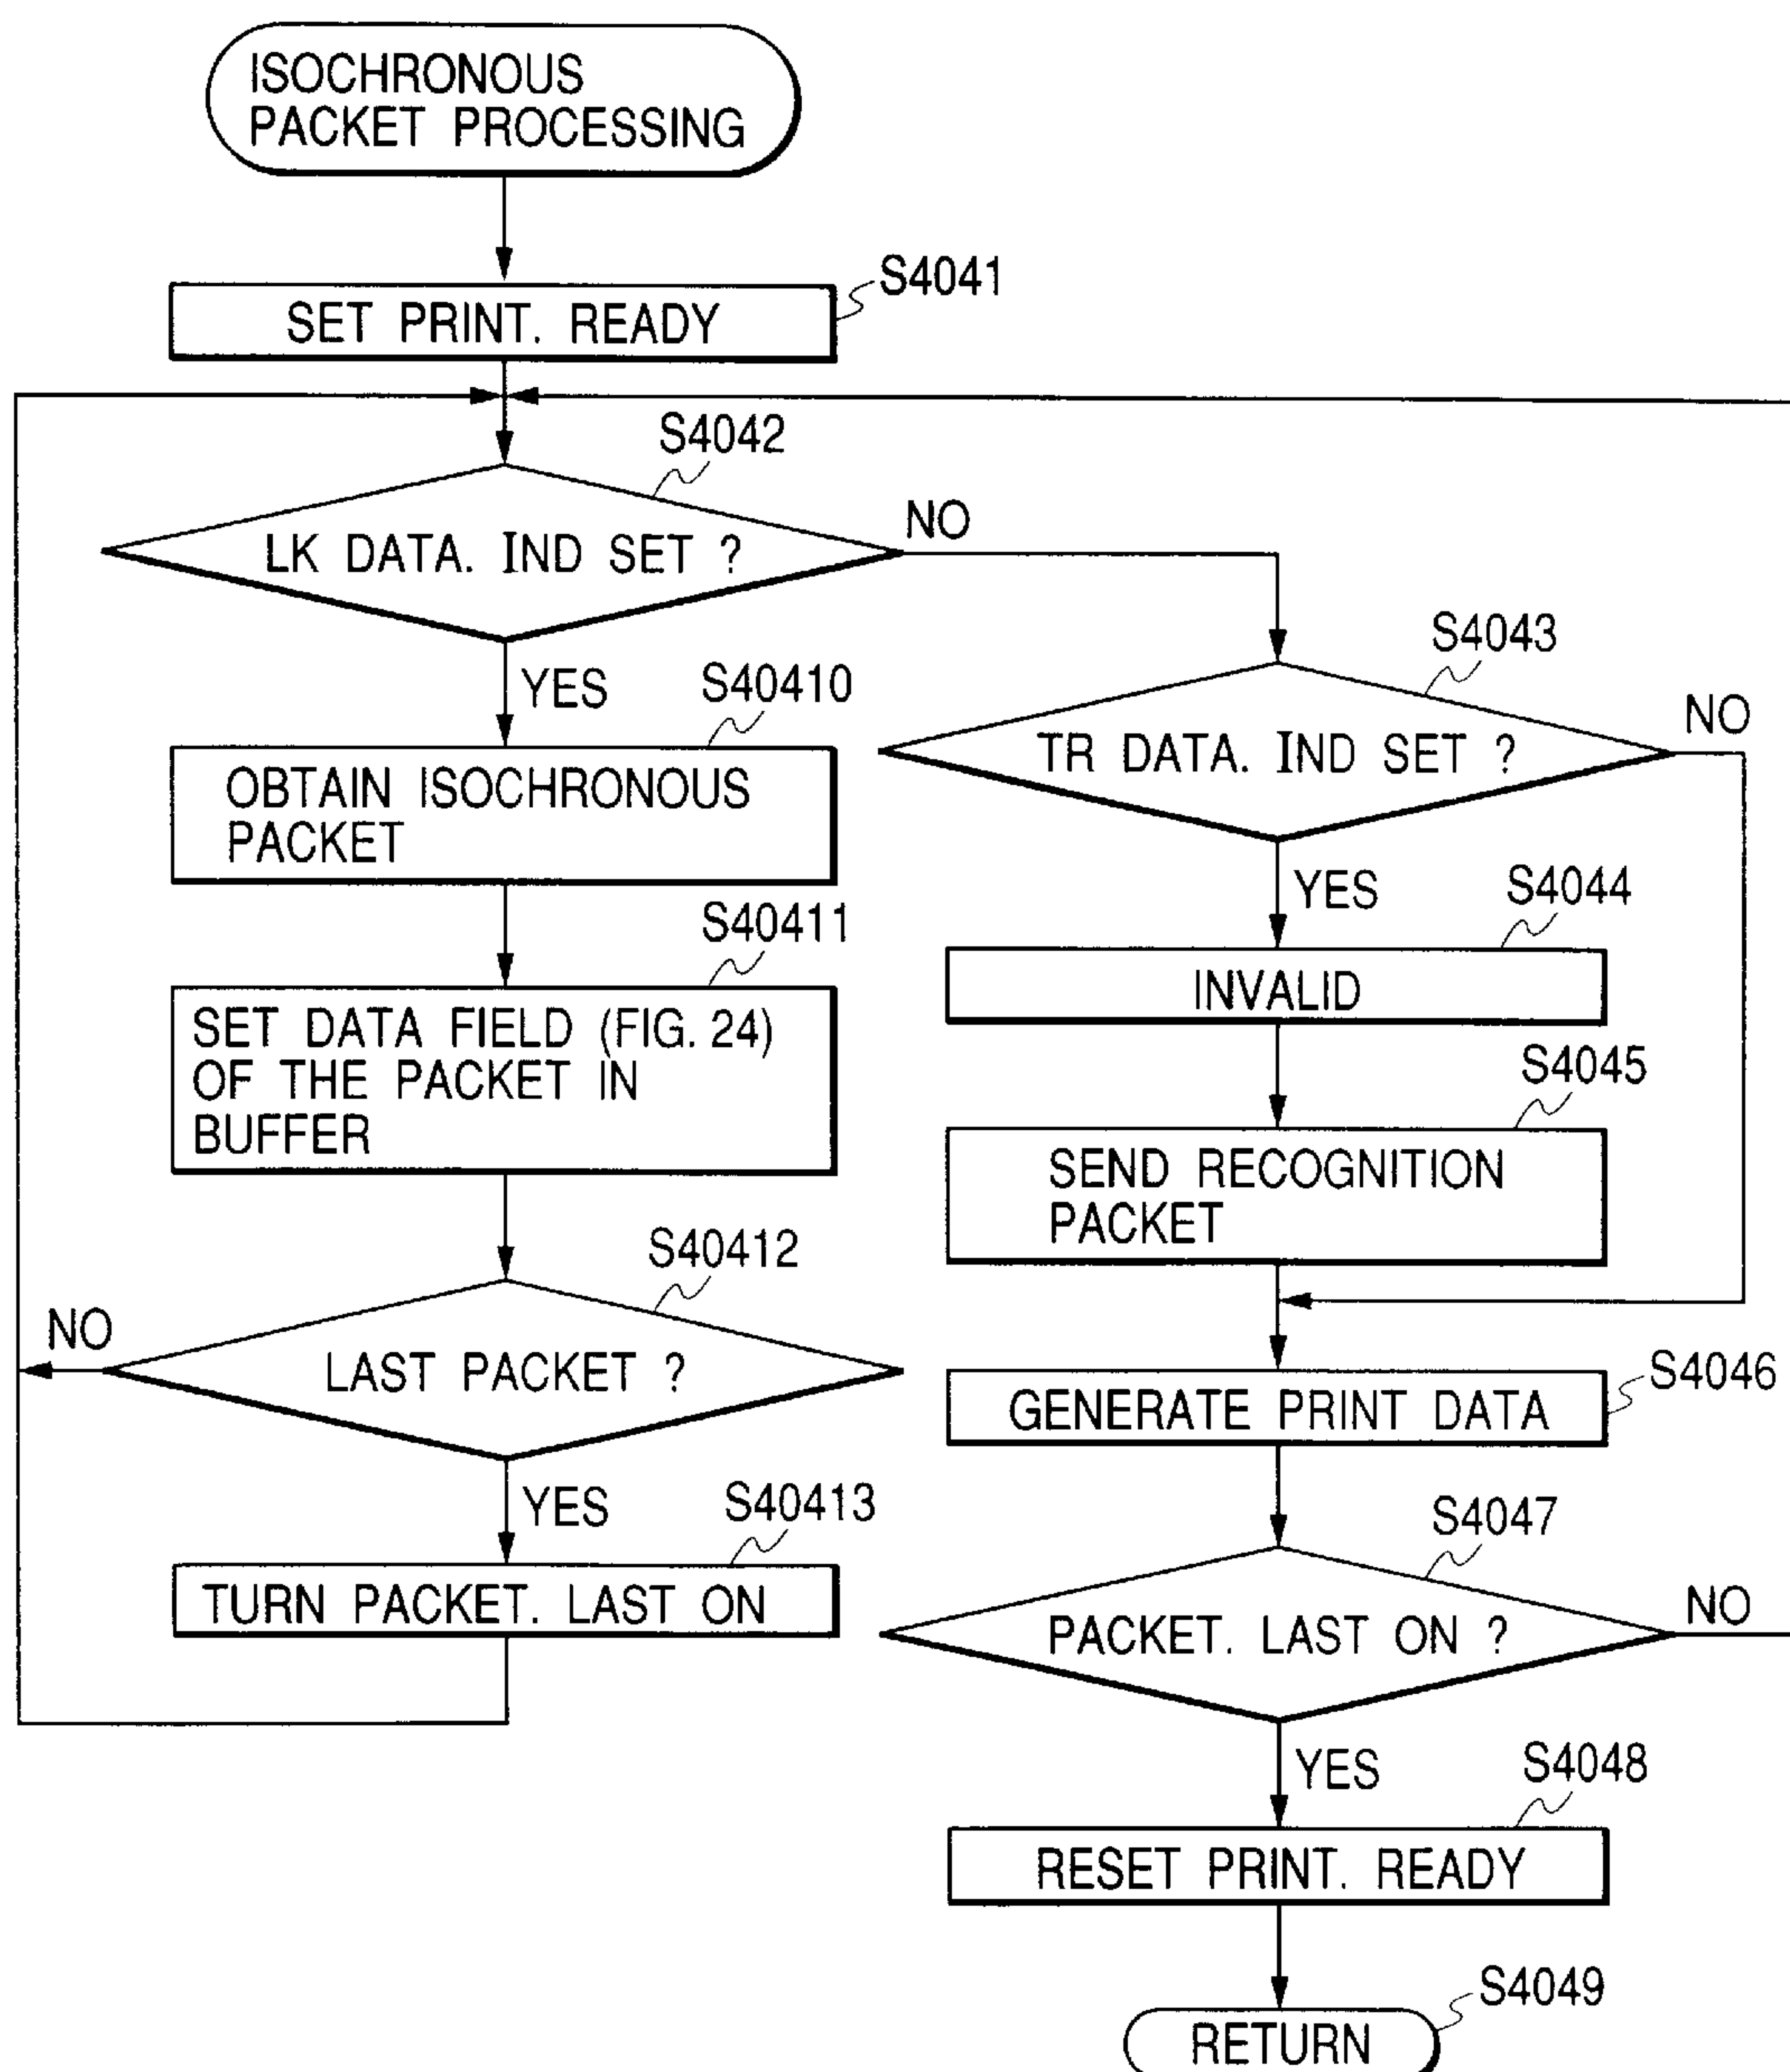 ISOCHRONOUS
PACKET PROCESSING
S4041
SET PRINT. READY
S4042
LK DATA. IND SET ?
NO
YES
S40410
OBTAIN ISOCHRONOUS
PACKET
S40411
SET DATA FIELD (FIG. 24)
OF THE PACKET IN
BUFFER
S40412
NO
LAST PACKET ?
YES
S40413
TURN PACKET. LAST ON
S4043
NO
TR DATA. IND SET ?
YES
S4044
INVALID
S4045
SEND RECOGNITION
PACKET
S4046
GENERATE PRINT DATA
S4047
NO
PACKET. LAST ON ?
YES
S4048
RESET PRINT. READY
S4049
RETURN